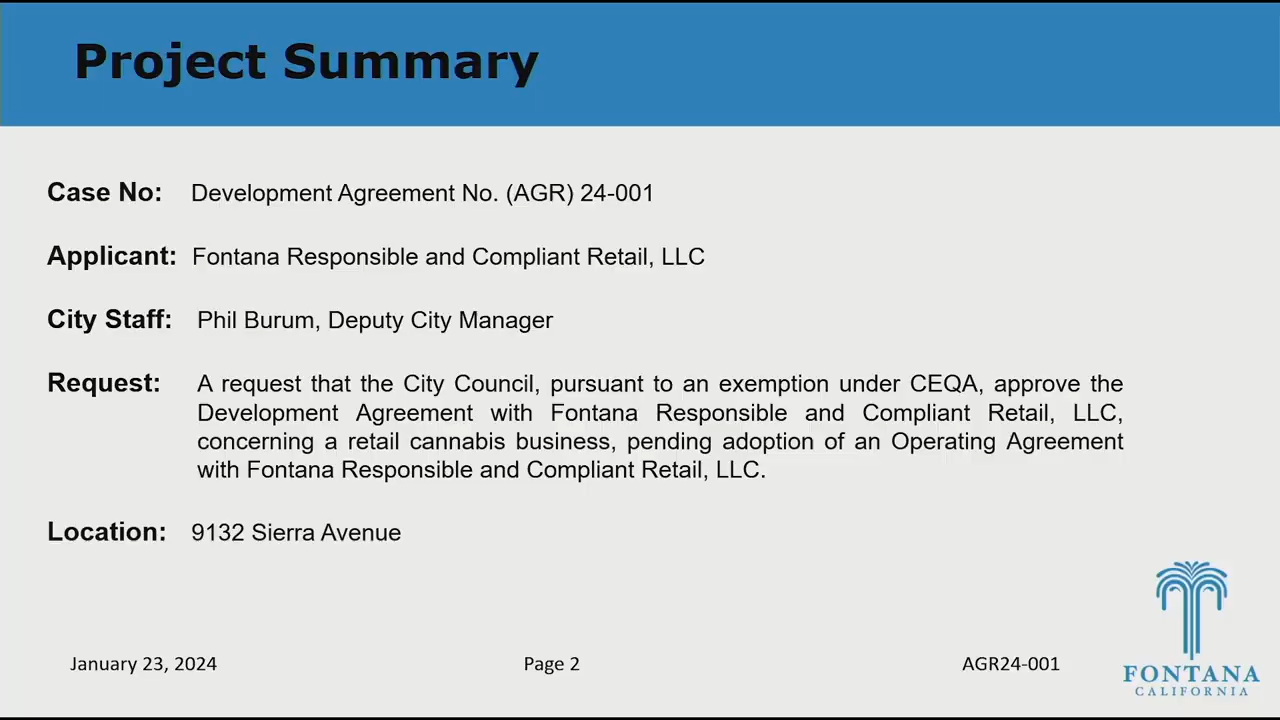 Project Summary
Case No: Development Agreement No. (AGR) 24-001
Applicant: Fontana Responsible and Compliant Retail, LLC
City Staff: Phil Burum, Deputy City Manager
Request: A request that the City Council, pursuant to an exemption under CEQA, approve the
Development Agreement with Fontana Responsible and Compliant Retail, LLC,
concerning a retail cannabis business, pending adoption of an Operating Agreement
with Fontana Responsible and Compliant Retail, LLC.
Location: 9132 Sierra Avenue
January 23, 2024 Page 2 AGR24-001
FONTANA
CALIFORNIA